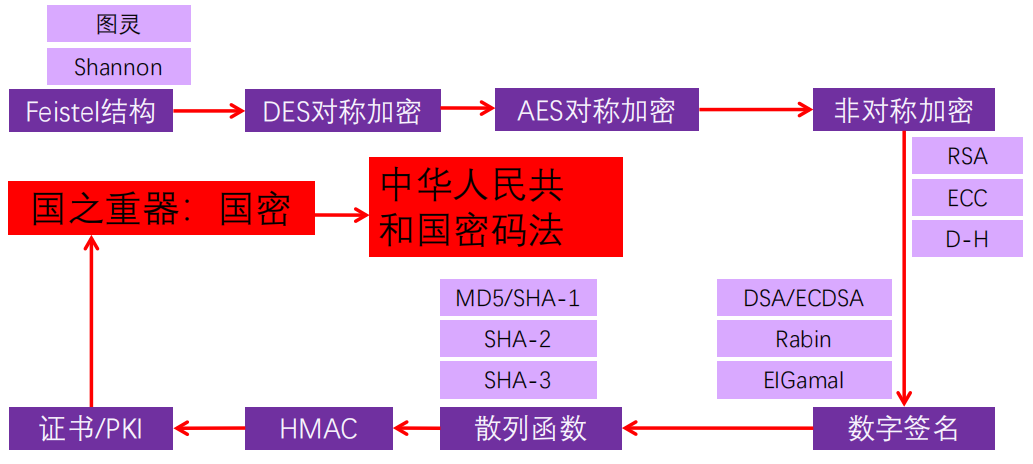 图灵
Shannon
Feistel结构
DES对称加密
AES对称加密
非对称加密
RSA
ECC
D-H
国之重器：国密
中华人民共
和国密码法
MD5/SHA-1
SHA-2
SHA-3
DSA/ECDSA
Rabin
ElGamal
证书/PKI
HMAC
散列函数
数字签名